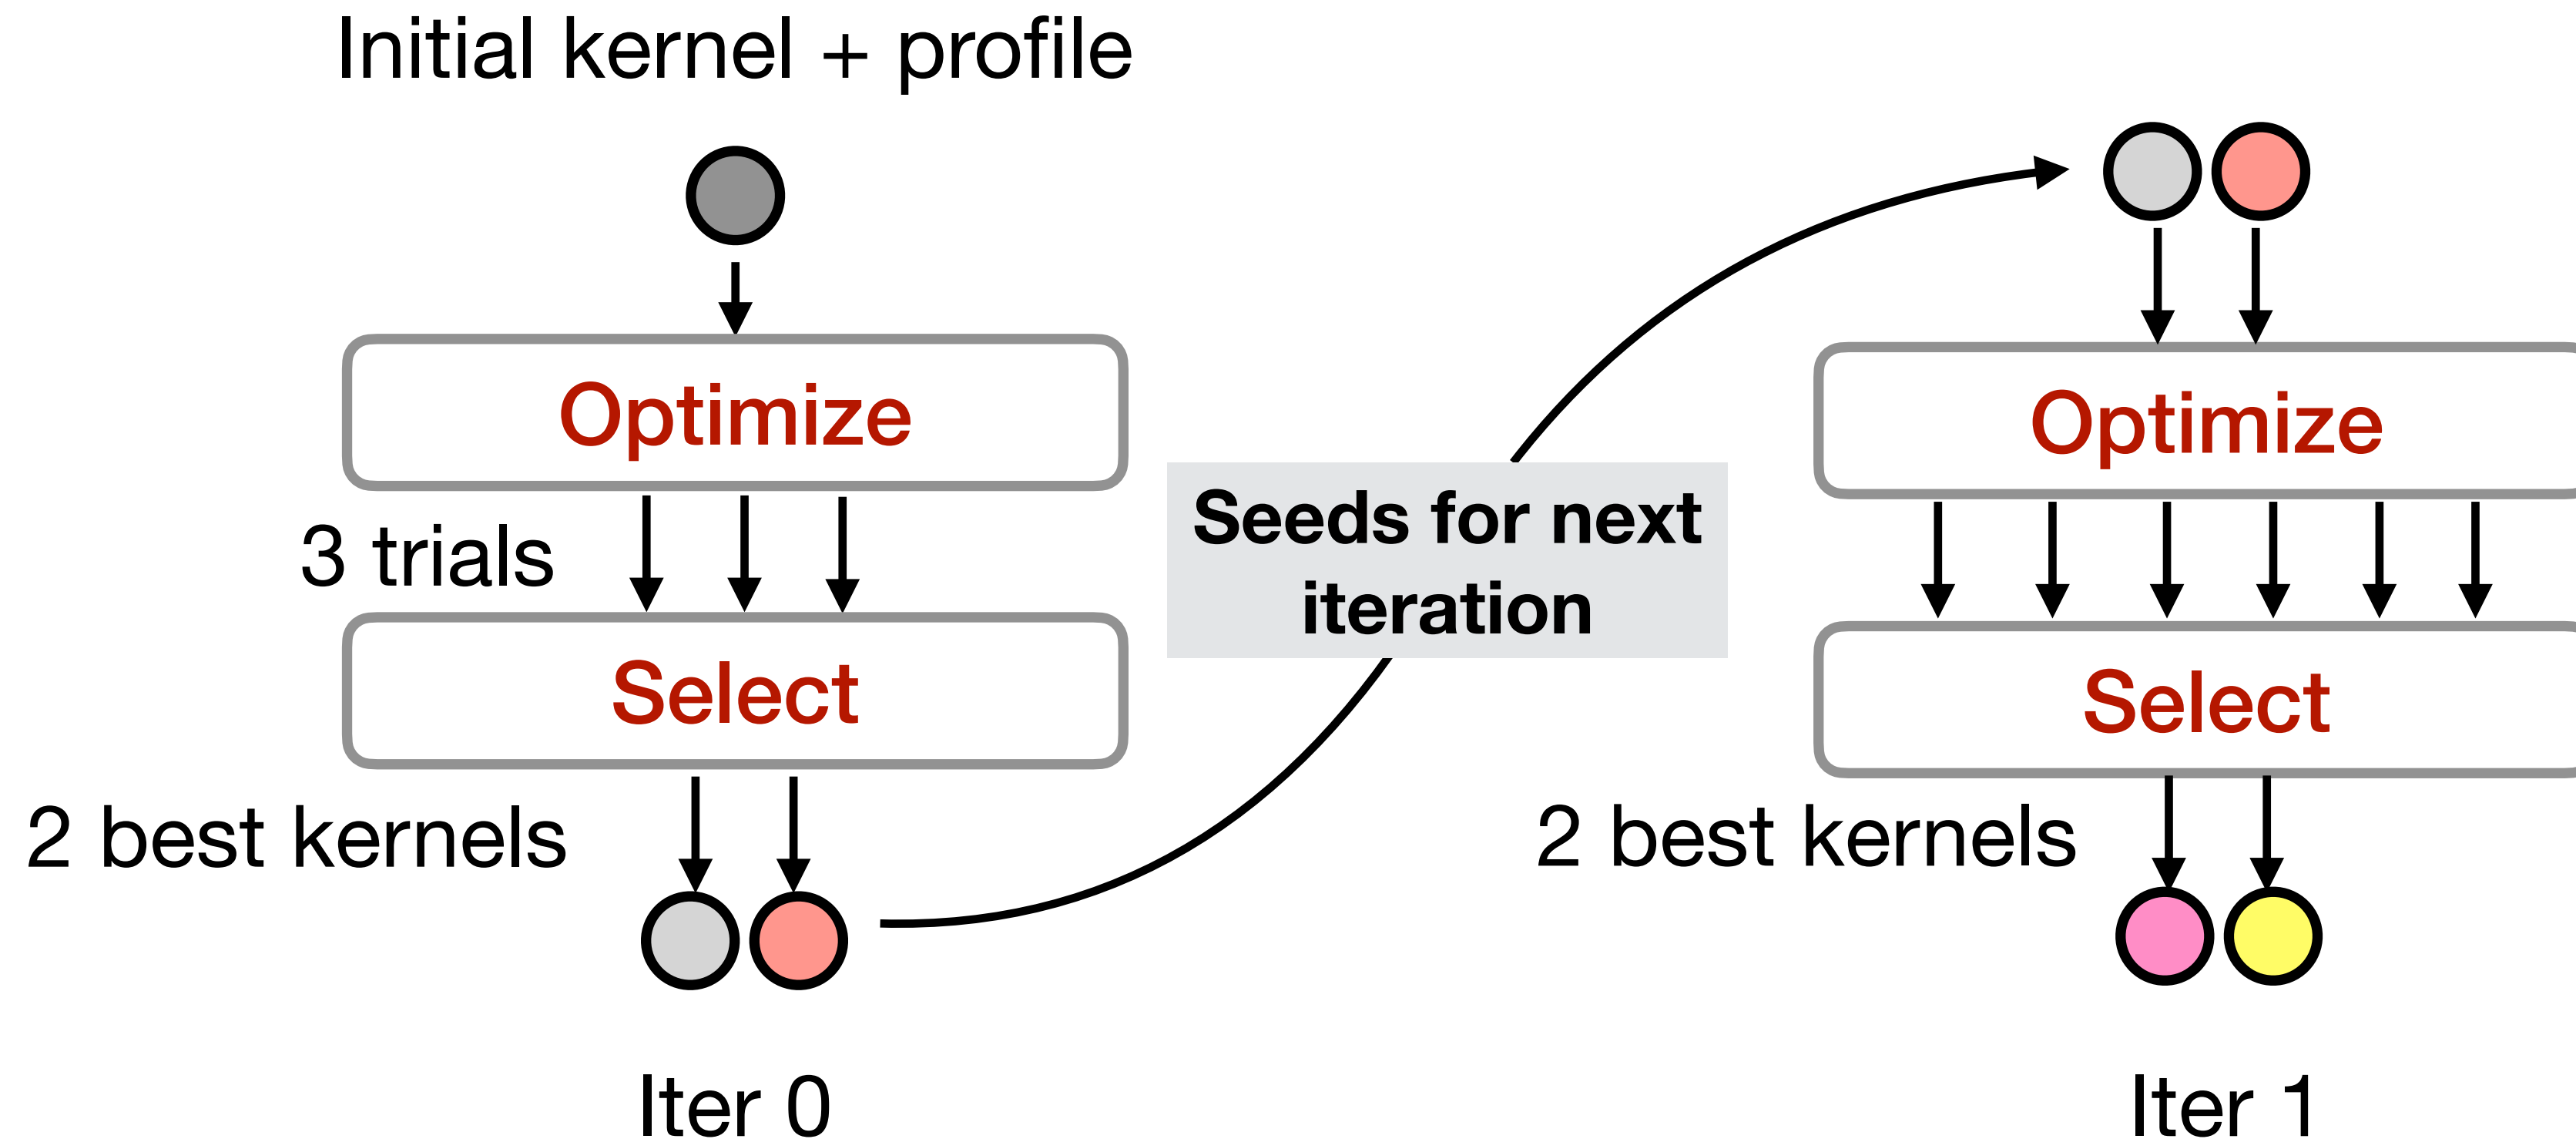 Initial kernel + profile
Optimize
3 trials
Select
2 best kernels
Iter 0
Seeds for next
iteration
Optimize
Select
2 best kernels
Iter 1